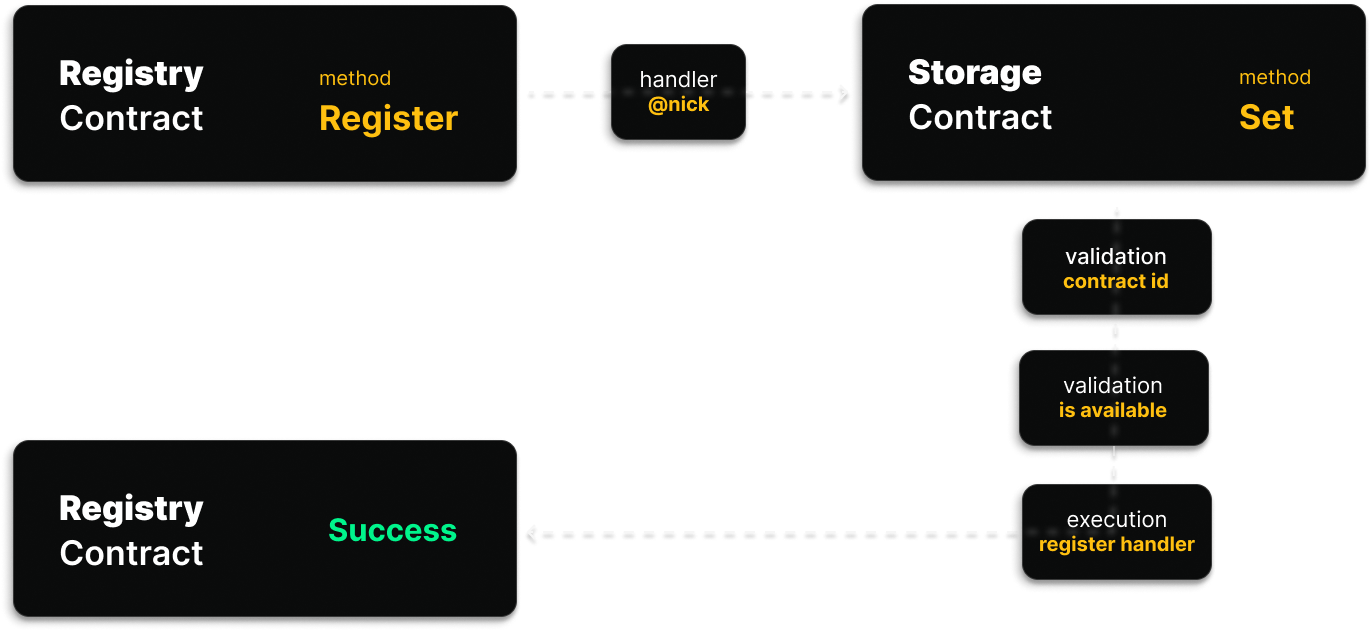 Registry
Contract
method
Register
handler
@nick
Storage
Contract
method
Set
validation
contract id
validation
is available
execution
register handler
Registry
Contract
Success